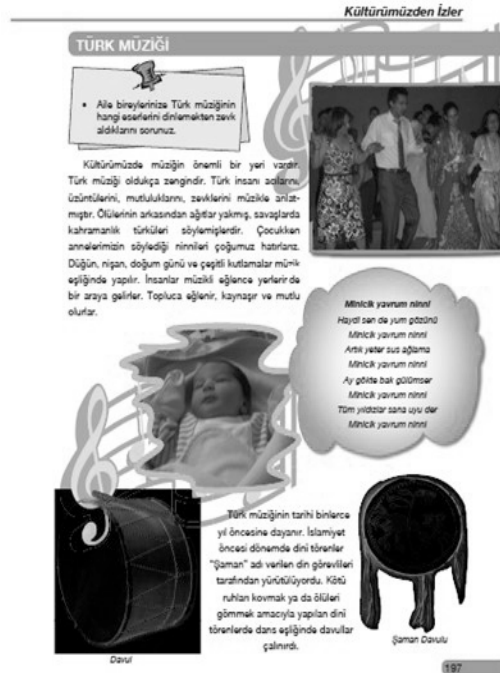 Kültürümüzden İzler
TÜRK MÜZİĞİ
• Aile bireylerinize Türk müziğinin
hangi eserlerini dinlemekten zevk
aldıklarını sorunuz.
Kültürümüzde müziğin önemli bir yeri vardır.
Türk müziği oldukça zengindir. Türk insanı acılarını,
üzüntülerini, mutluluklarını, zevklerini müzikle anlat-
mıştır. Ölülerinin arkasından ağıtlar yakmış, savaşlarda
kahramanlık türküleri söylemişlerdir. Çocukken
annelerimizin söylediği ninnileri çoğumuz hatırlarız.
Düğün, nişan, doğum günü ve çeşitli kutlamalar müzik
eşliğinde yapılır. İnsanlar müzikli eğlence yerlerinde
bir araya gelirler. Topluca eğlenir, kaynaşır ve mutlu
olurlar.
Minicik yavrum ninni
Haydi sen de yum gözünü
Minicik yavrum ninni
Artık yeter sus ağlama
Minicik yavrum ninni
Ay gökte bak gülümser
Minicik yavrum ninni
Tüm yıldızlar sana uyu der
Minicik yavrum ninni
Türk müziğinin tarihi binlerce
yıl öncesine dayanır. İslamiyet
öncesi dönemde dini törenler
"Şaman" adı verilen din görevlileri
tarafından yürütülüyordu. Kötü
ruhları kovmak ya da ölüleri
gömmek amacıyla yapılan dini
törenlerde dans eşliğinde davullar
çalınırdı.
Davul
Şaman Davulu
197